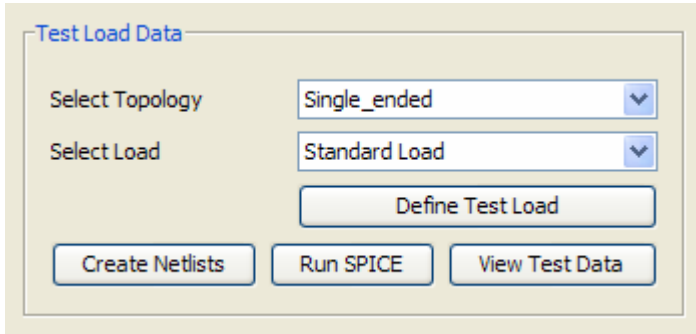 Test Load Data
Select Topology Single_ended
Select Load Standard Load
Define Test Load
Create Netlists Run SPICE View Test Data